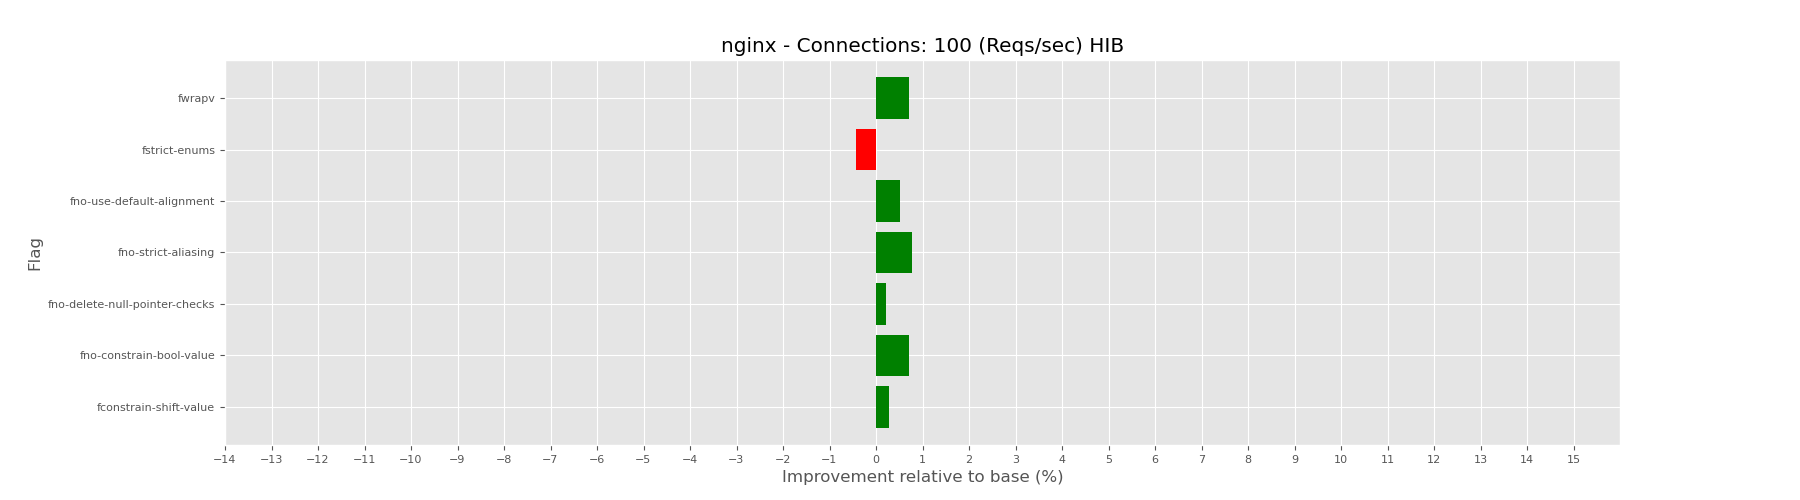 nginx - Connections: 100 (Reqs/sec) HIB
Flag
fwrapv
fstrict-enums
fno-use-default-alignment
fno-strict-aliasing
fno-delete-null-pointer-checks
fno-constrain-bool-value
fconstrain-shift-value
−14 −13 −12 −11 −10 −9 −8 −7 −6 −5 −4 −3 −2 −1 0 1 2 3 4 5 6 7 8 9 10 11 12 13 14 15
Improvement relative to base (%)